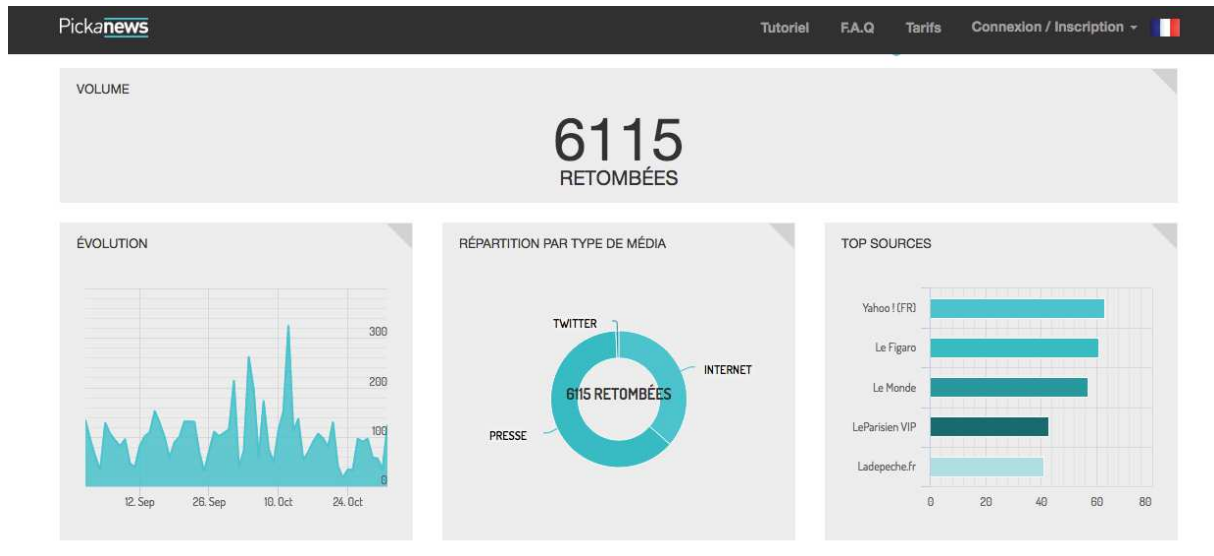 Pickanews
Tutoriel F.A.Q Tarifs Connexion / Inscription
VOLUME
6115
RETOMBÉES
ÉVOLUTION
300
200
100
0
12. Sep 26. Sep 10. Oct 24. Oct
RÉPARTITION PAR TYPE DE MÉDIA
TWITTER
INTERNET
6115 RETOMBÉES
PRESSE
TOP SOURCES
Yahoo ! (FR)
Le Figaro
Le Monde
LeParisien VIP
Ladepeche.fr
0 20 40 60 80